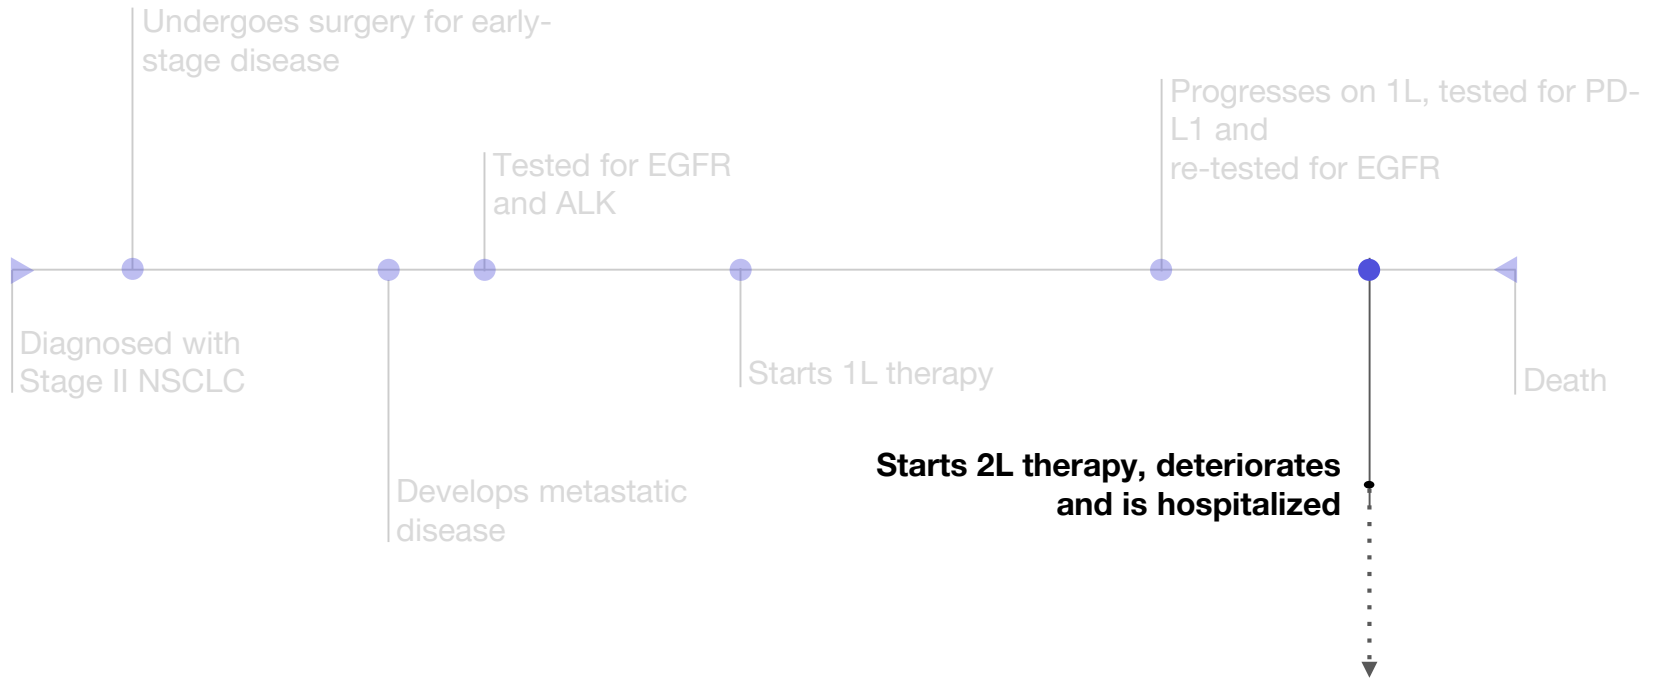 Undergoes surgery for early-
stage disease
Progresses on 1L, tested for PD-
L1 and
re-tested for EGFR
Tested for EGFR
and ALK
Diagnosed with
Stage II NSCLC
Starts 1L therapy
Death
Starts 2L therapy, deteriorates
and is hospitalized
Develops metastatic
disease